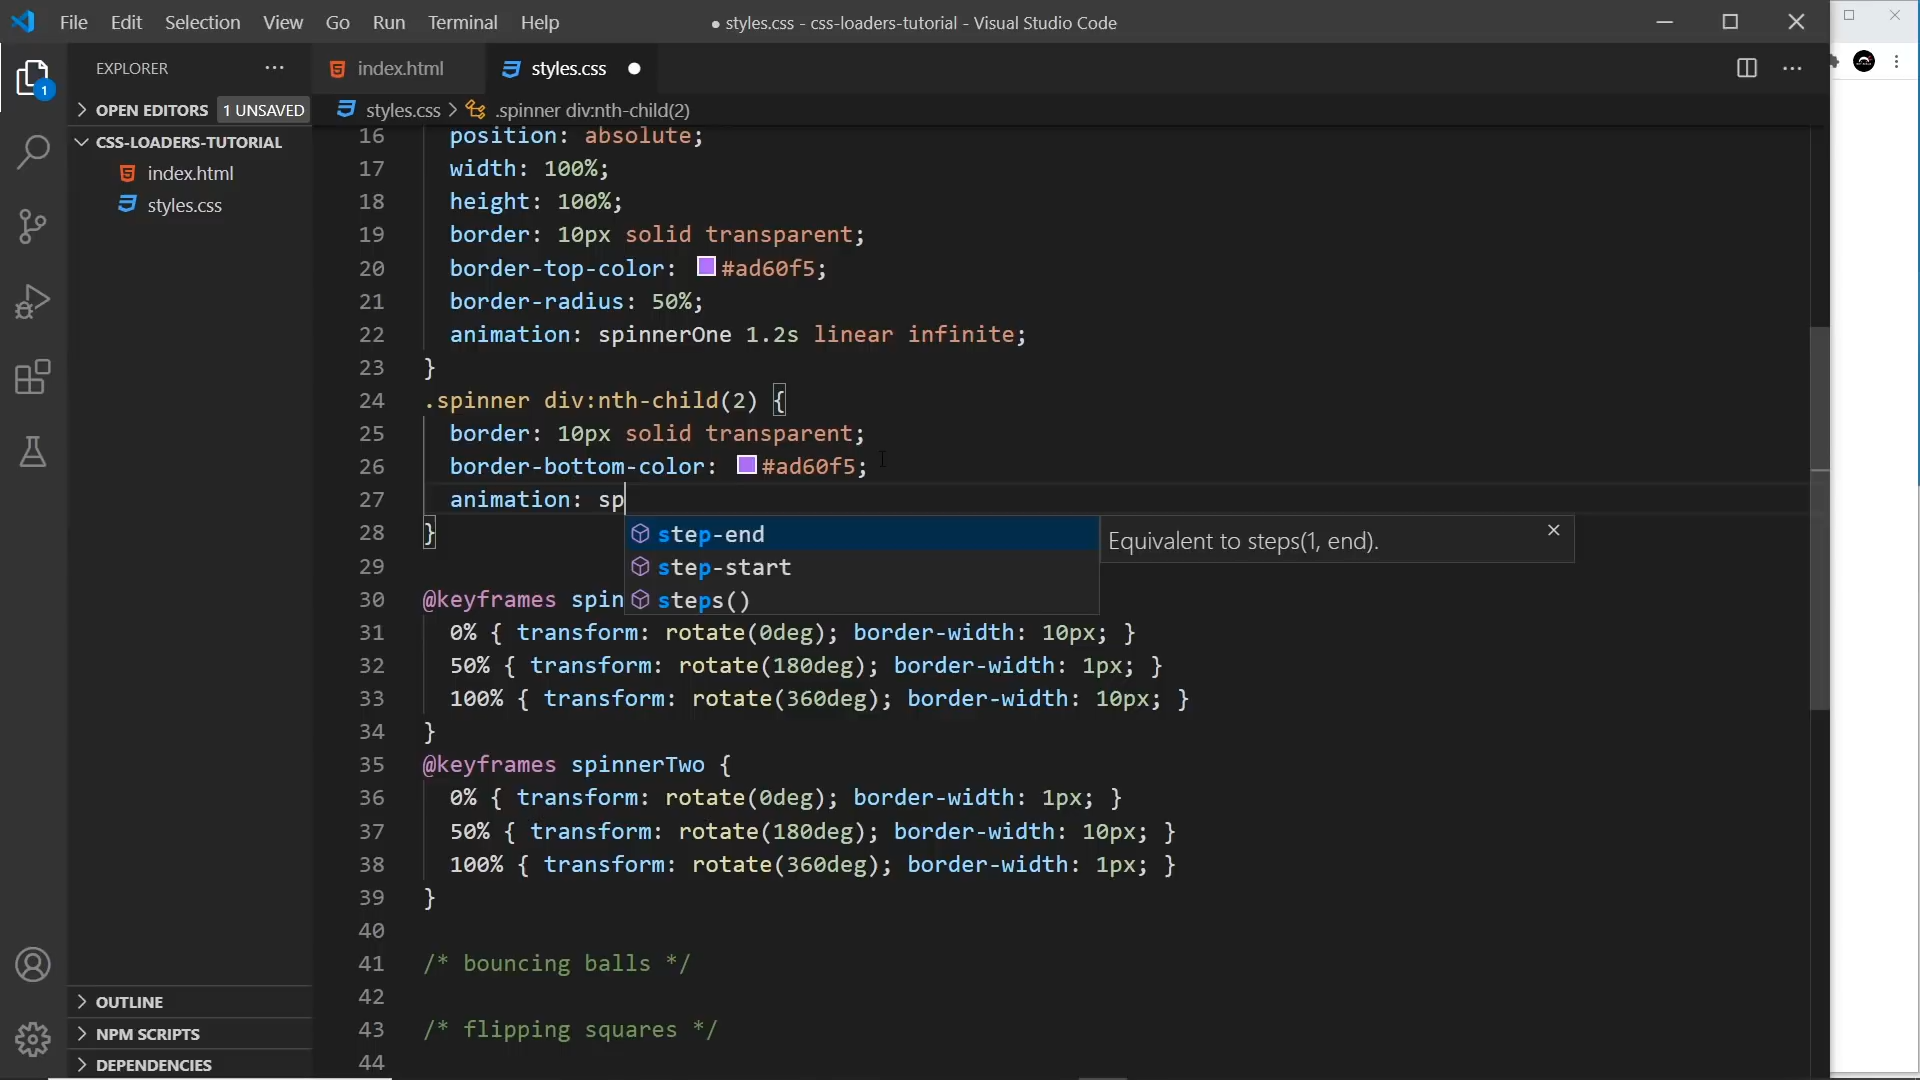 File Edit Selection View Go Run Terminal Help
● styles.css - css-loaders-tutorial - Visual Studio Code
EXPLORER
index.html
styles.css
OPEN EDITORS 1 UNSAVED
styles.css > .spinner div:nth-child(2)
CSS-LOADERS-TUTORIAL
index.html
styles.css
1
16 position: absolute;
17 width: 100%;
18 height: 100%;
19 border: 10px solid transparent;
20 border-top-color: #ad60f5;
21 border-radius: 50%;
22 animation: spinnerOne 1.2s linear infinite;
23 }
24 .spinner div:nth-child(2) {
25 border: 10px solid transparent;
26 border-bottom-color: #ad60f5;
27 animation: sp
28 }
step-end
Equivalent to steps(1, end).
step-start
steps()
29
30 @keyframes spin
31 0% { transform: rotate(0deg); border-width: 10px; }
32 50% { transform: rotate(180deg); border-width: 1px; }
33 100% { transform: rotate(360deg); border-width: 10px; }
34 }
35 @keyframes spinnerTwo {
36 0% { transform: rotate(0deg); border-width: 1px; }
37 50% { transform: rotate(180deg); border-width: 10px; }
38 100% { transform: rotate(360deg); border-width: 1px; }
39 }
40
41 /* bouncing balls */
42
43 /* flipping squares */
44
OUTLINE
NPM SCRIPTS
DEPENDENCIES